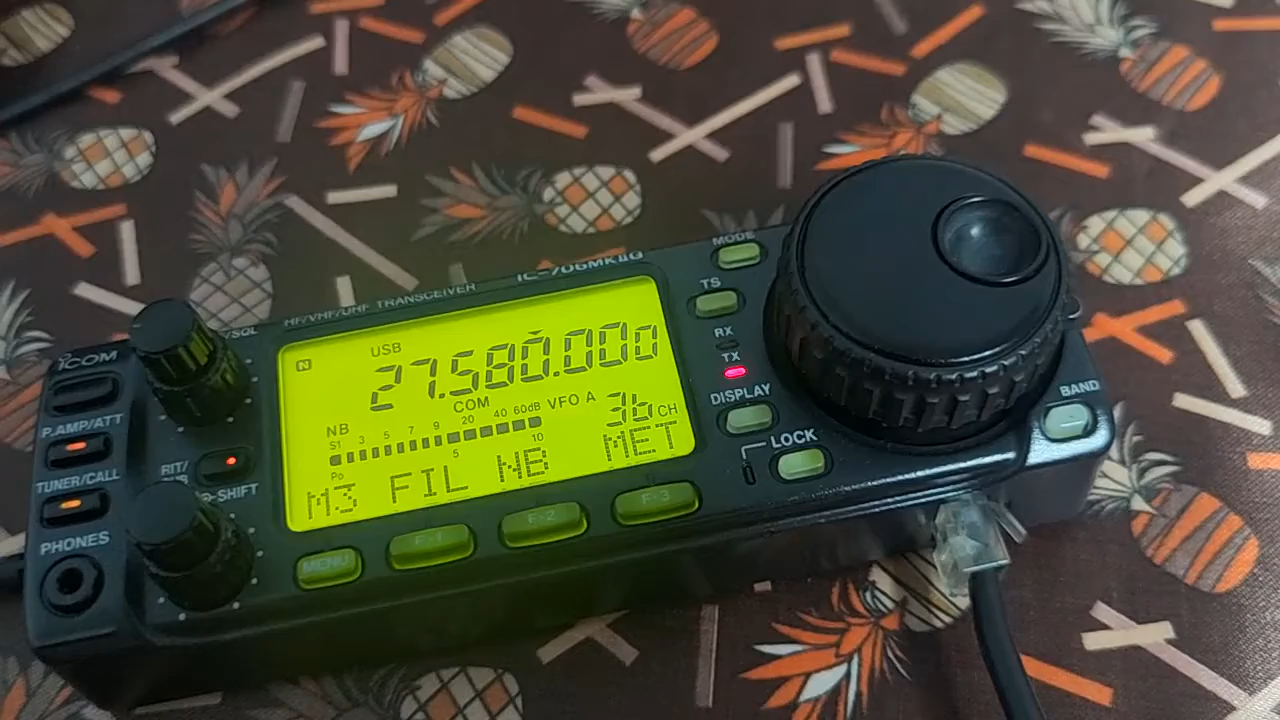 IC-706MKIIG
HF/VHF/UHF TRANSCEIVER
/SQL
ICOM
P.AMP/ATT
TUNER/CALL
PHONES
RIT/
SHIFT
N
USB
27.580.000
COM
NB
S1 3 5 7 9 20 40 60dB
VFO A
36 CH
Po 5 10
M3 FIL NB MET
MENU F-1 F-2 F-3
MODE
TS
RX
TX
DISPLAY
LOCK
BAND